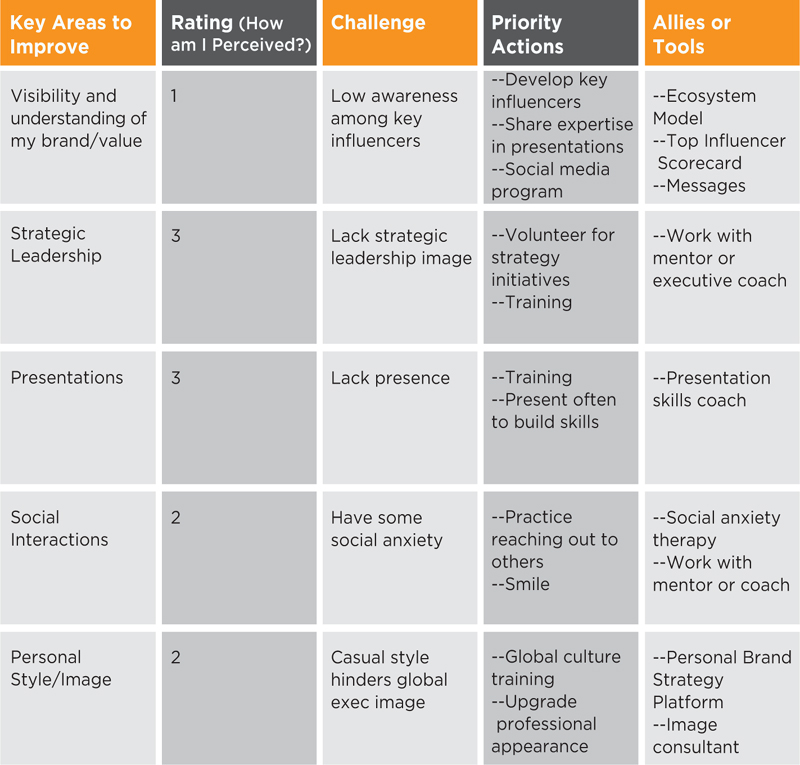 Key Areas to
Improve
Rating (How
am I Perceived?)
Challenge
Priority
Actions
Allies or
Tools
Visibility and
understanding of
my brand/value
1
Low awareness
among key
influencers
--Develop key
influencers
--Share expertise
in presentations
--Social media
program
--Ecosystem
Model
--Top Influencer
Scorecard
--Messages
Strategic
Leadership
3
Lack strategic
leadership image
--Volunteer for
strategy
initiatives
--Training
--Work with
mentor or
executive coach
Presentations
3
Lack presence
--Training
--Present often
to build skills
--Presentation
skills coach
Social
Interactions
2
Have some
social anxiety
--Practice
reaching out to
others
--Smile
--Social anxiety
therapy
--Work with
mentor or coach
Personal
Style/Image
2
Casual style
hinders global
exec image
--Global culture
training
--Upgrade
professional
appearance
--Personal Brand
Strategy
Platform
--Image
consultant